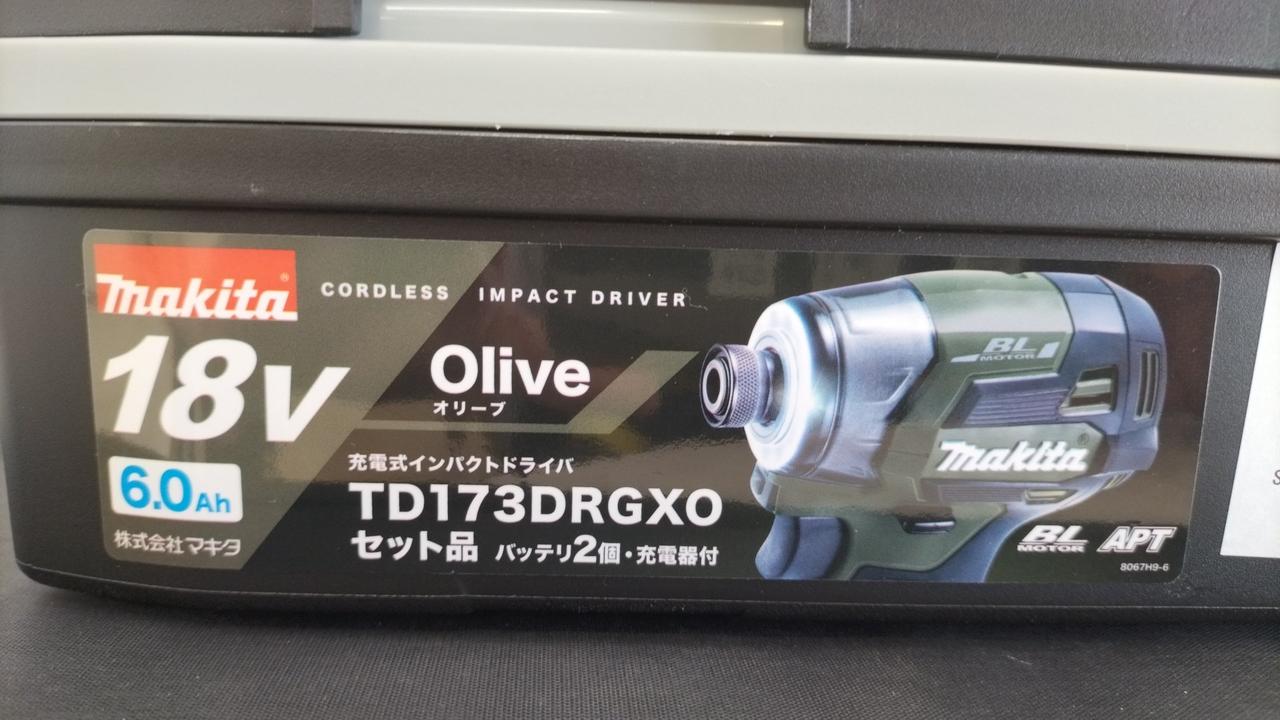 makita®
CORDLESS IMPACT DRIVER
18V
Olive
オリーブ
6.0Ah
充電式インパクトドライバ
TD173DRGXO
セット品 バッテリ2個・充電器付
株式会社マキタ
BL
MOTOR
makita®
BL
MOTOR
APT
8067H9-6